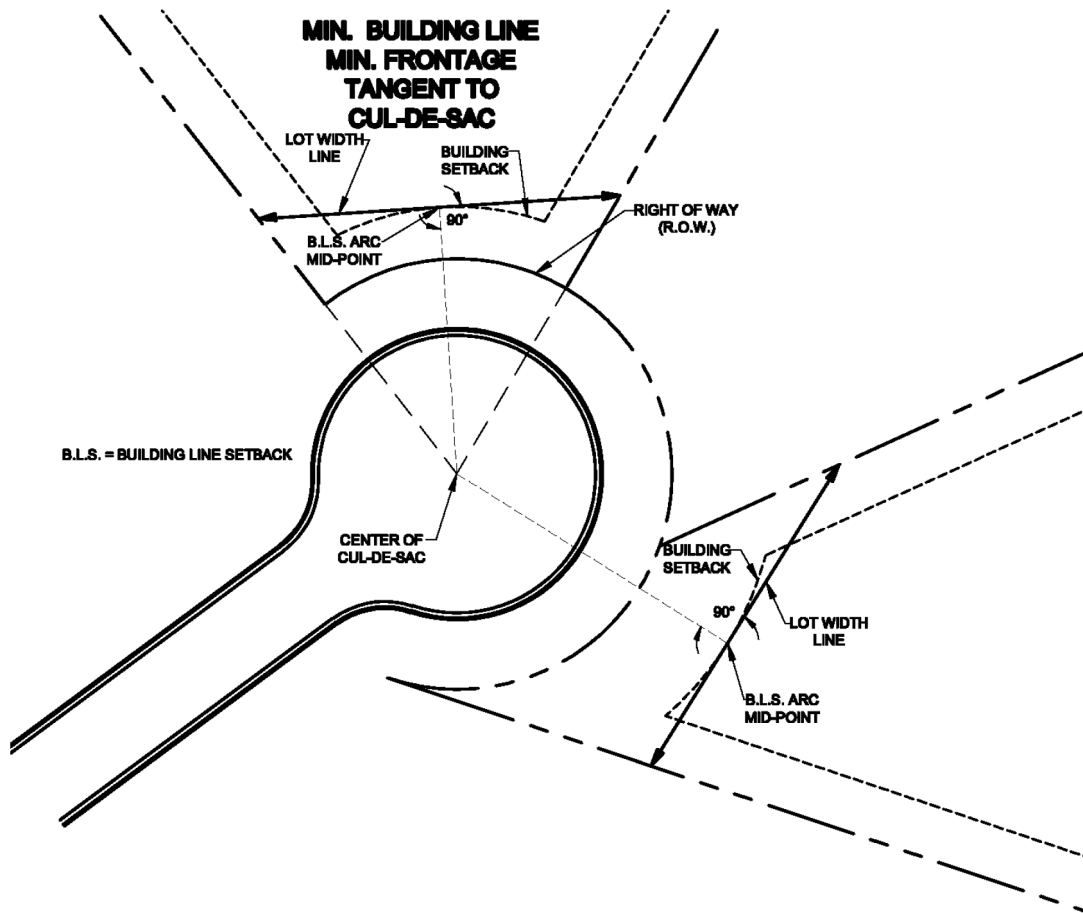 MIN. BUILDING LINE
MIN. FRONTAGE
TANGENT TO
CUL-DE-SAC
LOT WIDTH
LINE
BUILDING
SETBACK
90°
B.L.S. ARC
MID-POINT
RIGHT OF WAY
(R.O.W.)
B.L.S. = BUILDING LINE SETBACK
CENTER OF
CUL-DE-SAC
BUILDING
SETBACK
90°
LOT WIDTH
LINE
B.L.S. ARC
MID-POINT